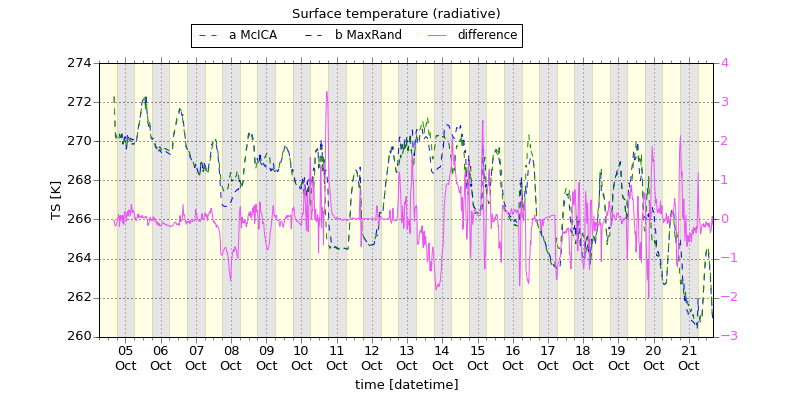 Surface temperature (radiative)
a McICA b MaxRand difference
274 4
272 3
270 2
268 1
266 0
264 −1
262 −2
260 −3
TS [K]
05 06 07 08 09 10 11 12 13 14 15 16 17 18 19 20 21
Oct Oct Oct Oct Oct Oct Oct Oct Oct Oct Oct Oct Oct Oct Oct Oct Oct
time [datetime]